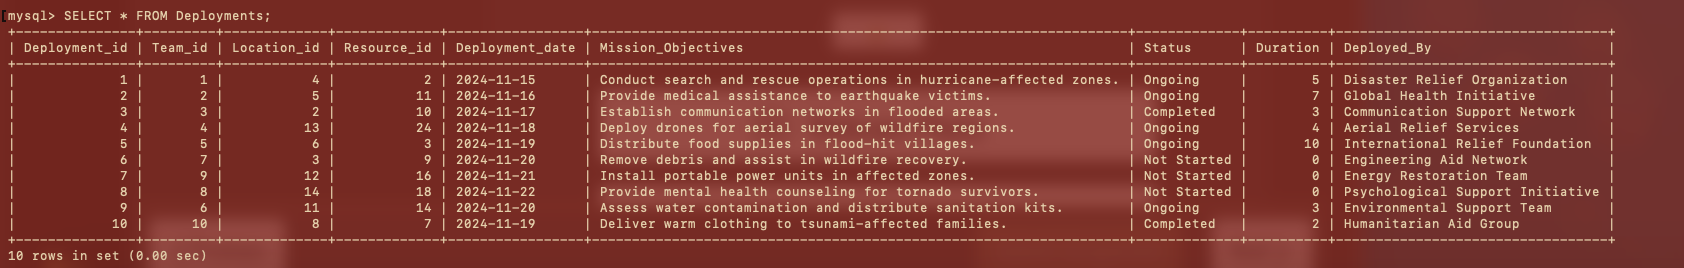 [mysql> SELECT * FROM Deployments;
+---------------+---------+-------------+-------------+-----------------+-------------------------------------------------------------------+-------------+----------+----------------------------------+
| Deployment_id | Team_id | Location_id | Resource_id | Deployment_date | Mission_Objectives                                                | Status      | Duration | Deployed_By                      |
+---------------+---------+-------------+-------------+-----------------+-------------------------------------------------------------------+-------------+----------+----------------------------------+
|             1 |       1 |           4 |           2 | 2024-11-15      | Conduct search and rescue operations in hurricane-affected zones. | Ongoing     |        5 | Disaster Relief Organization     |
|             2 |       2 |           5 |          11 | 2024-11-16      | Provide medical assistance to earthquake victims.                 | Ongoing     |        7 | Global Health Initiative         |
|             3 |       3 |           2 |          10 | 2024-11-17      | Establish communication networks in flooded areas.                | Completed   |        3 | Communication Support Network    |
|             4 |       4 |          13 |          24 | 2024-11-18      | Deploy drones for aerial survey of wildfire regions.              | Ongoing     |        4 | Aerial Relief Services           |
|             5 |       5 |           6 |           3 | 2024-11-19      | Distribute food supplies in flood-hit villages.                   | Ongoing     |       10 | International Relief Foundation  |
|             6 |       7 |           3 |           9 | 2024-11-20      | Remove debris and assist in wildfire recovery.                    | Not Started |        0 | Engineering Aid Network          |
|             7 |       9 |          12 |          16 | 2024-11-21      | Install portable power units in affected zones.                   | Not Started |        0 | Energy Restoration Team          |
|             8 |       8 |          14 |          18 | 2024-11-22      | Provide mental health counseling for tornado survivors.           | Not Started |        0 | Psychological Support Initiative |
|             9 |       6 |          11 |          14 | 2024-11-20      | Assess water contamination and distribute sanitation kits.        | Ongoing     |        3 | Environmental Support Team       |
|            10 |      10 |           8 |           7 | 2024-11-19      | Deliver warm clothing to tsunami-affected families.               | Completed   |        2 | Humanitarian Aid Group           |
+---------------+---------+-------------+-------------+-----------------+-------------------------------------------------------------------+-------------+----------+----------------------------------+
10 rows in set (0.00 sec)